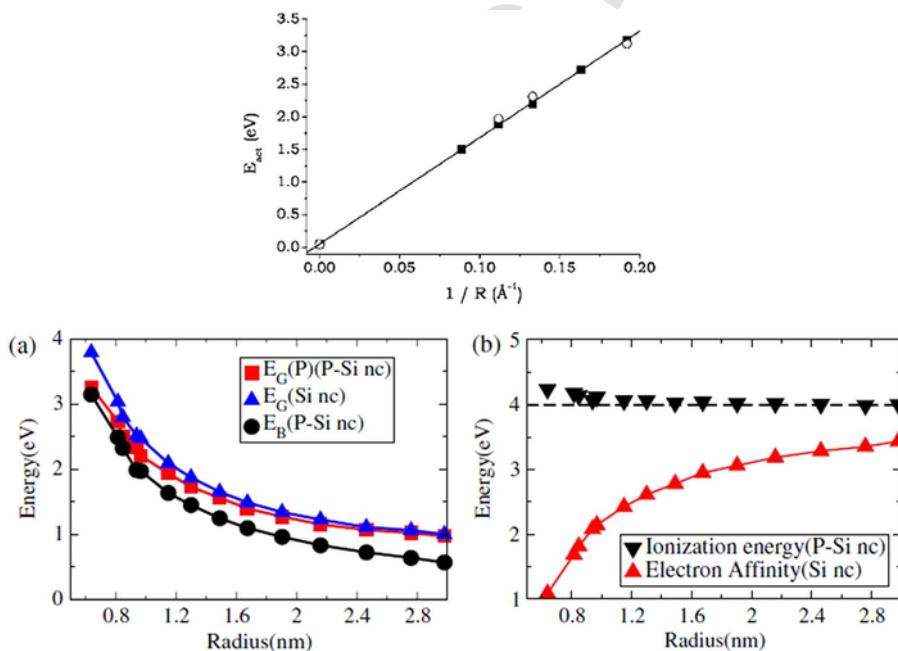 3.5
3.0
2.5
2.0
1.5
1.0
0.5
0.0
E_act (eV)
0.00 0.05 0.10 0.15 0.20
1 / R (Å⁻¹)
(a)
4
3
2
1
0
Energy(eV)
E_G(P)(P-Si nc)
E_G(Si nc)
E_B(P-Si nc)
0.8 1.2 1.6 2 2.4 2.8
Radius(nm)
(b)
5
4
3
2
1
Energy(eV)
Ionization energy(P-Si nc)
Electron Affinity(Si nc)
0.8 1.2 1.6 2 2.4 2.8
Radius(nm)